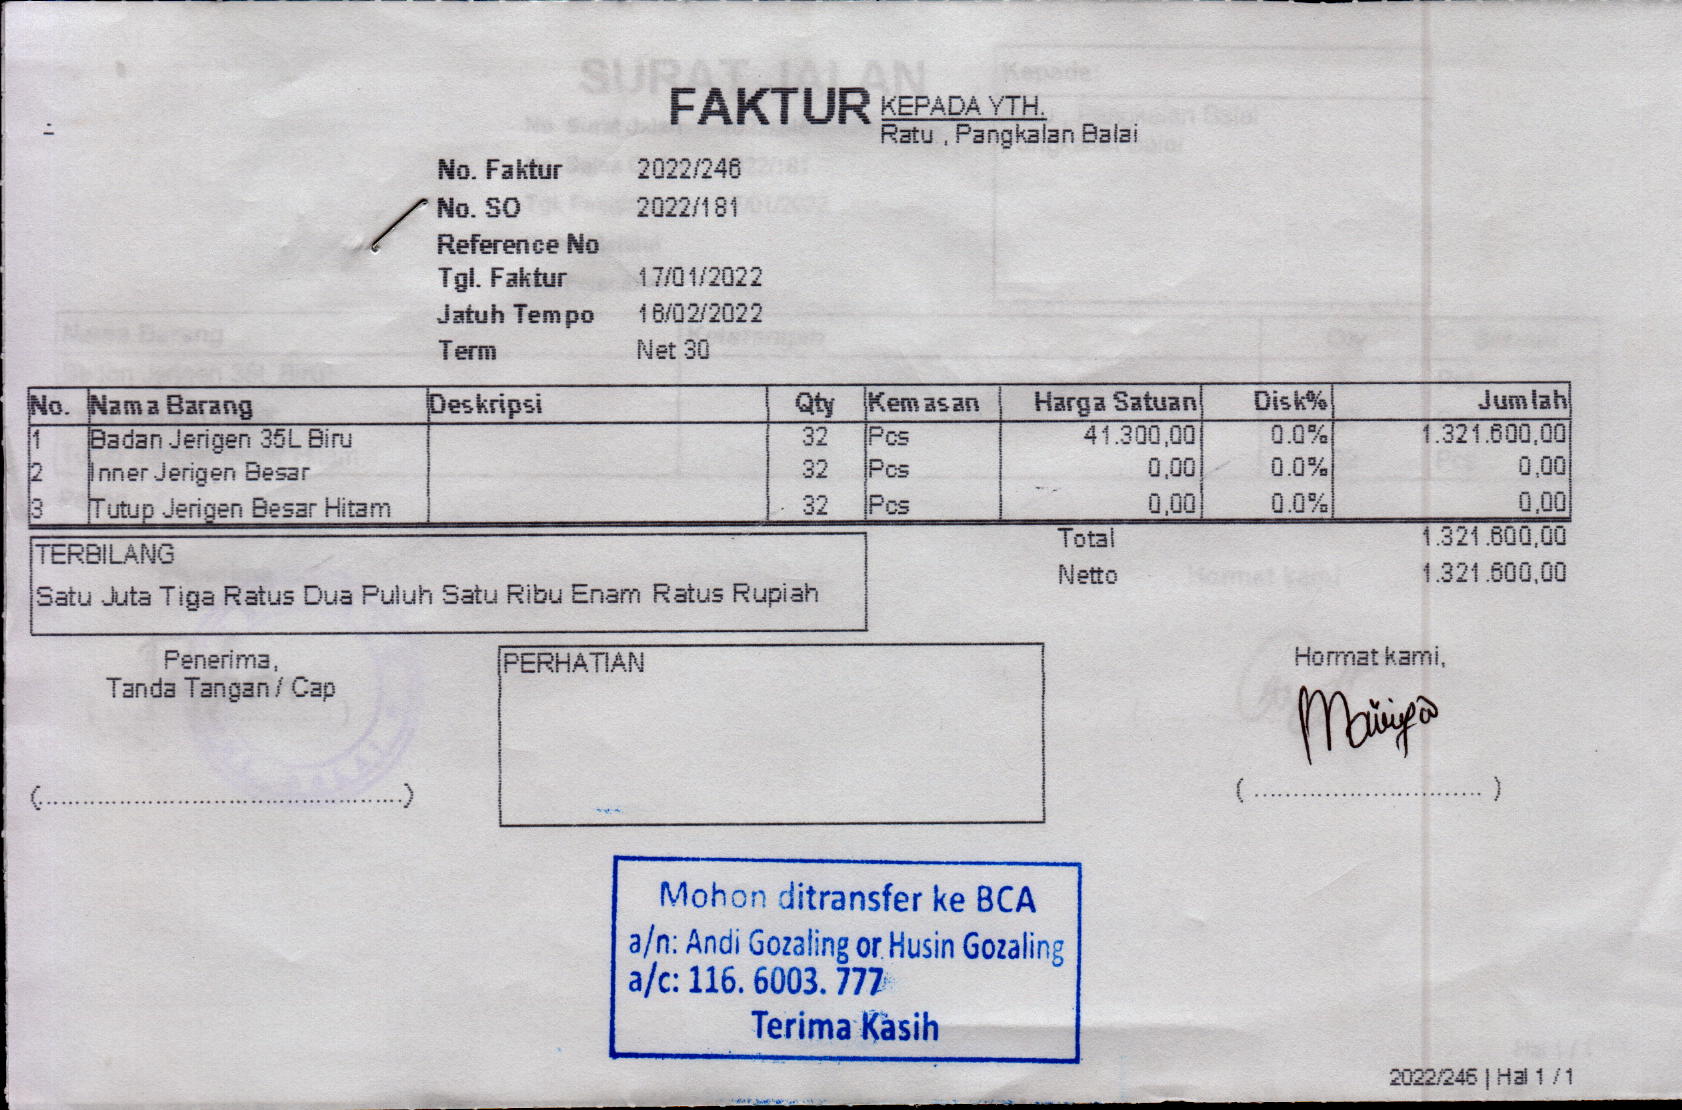 FAKTUR
KEPADA YTH.
Ratu , Pangkalan Balai
No. Faktur 2022/246
No. SO 2022/181
Reference No
Tgl. Faktur 17/01/2022
Jatuh Tempo 16/02/2022
Term Net 30
No. Nama Barang Deskripsi Qty Kemasan Harga Satuan Disk% Jumlah
1 Badan Jerigen 35L Biru 32 Pcs 41.300,00 0.0% 1.321.600,00
2 Inner Jerigen Besar 32 Pcs 0,00 0.0% 0,00
3 Tutup Jerigen Besar Hitam 32 Pcs 0,00 0.0% 0,00
Total 1.321.600,00
Netto 1.321.600,00
TERBILANG
Satu Juta Tiga Ratus Dua Puluh Satu Ribu Enam Ratus Rupiah
Penerima,
Tanda Tangan / Cap
(................................................)
PERHATIAN
Hormat kami,
( .............................. )
Mohon ditransfer ke BCA
a/n: Andi Gozaling or Husin Gozaling
a/c: 116. 6003. 777
Terima Kasih
2022/246 | Hal 1 / 1